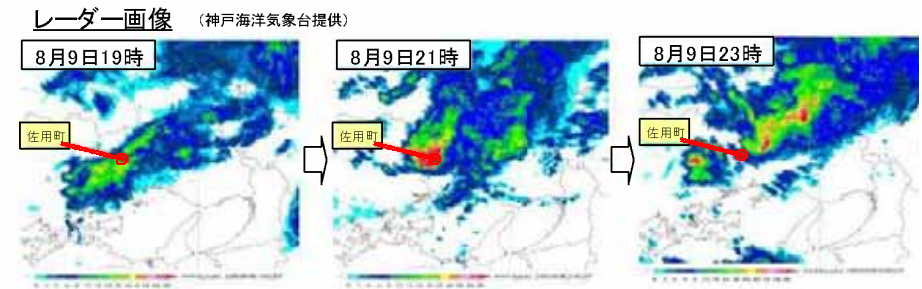 レーダー画像 （神戸海洋気象台提供）
8月9日19時
8月9日21時
8月9日23時
佐用町
佐用町
佐用町